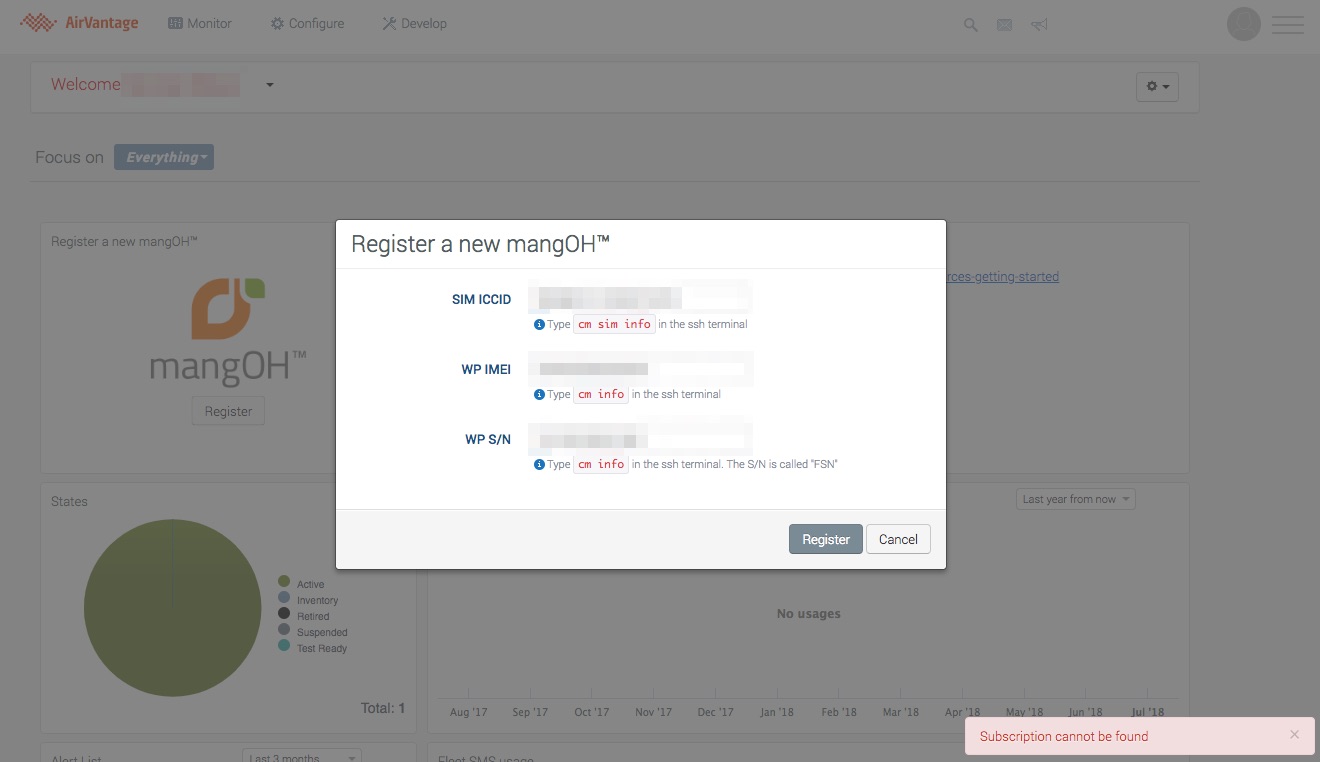 AirVantage Monitor Configure Develop
Welcome
Focus on Everything
Register a new mangOH™
mangOH™
Register
rces-getting-started
Register a new mangOH™
SIM ICCID
Type cm sim info in the ssh terminal
WP IMEI
Type cm info in the ssh terminal
WP S/N
Type cm info in the ssh terminal. The S/N is called "FSN"
Register Cancel
States
Active
Inventory
Retired
Suspended
Test Ready
Total: 1
Last year from now
No usages
Aug '17 Sep '17 Oct '17 Nov '17 Dec '17 Jan '18 Feb '18 Mar '18 Apr '18 May '18 Jun '18 Jul '18
Subscription cannot be found
Alert List Last 3 months
Fleet SMS usage